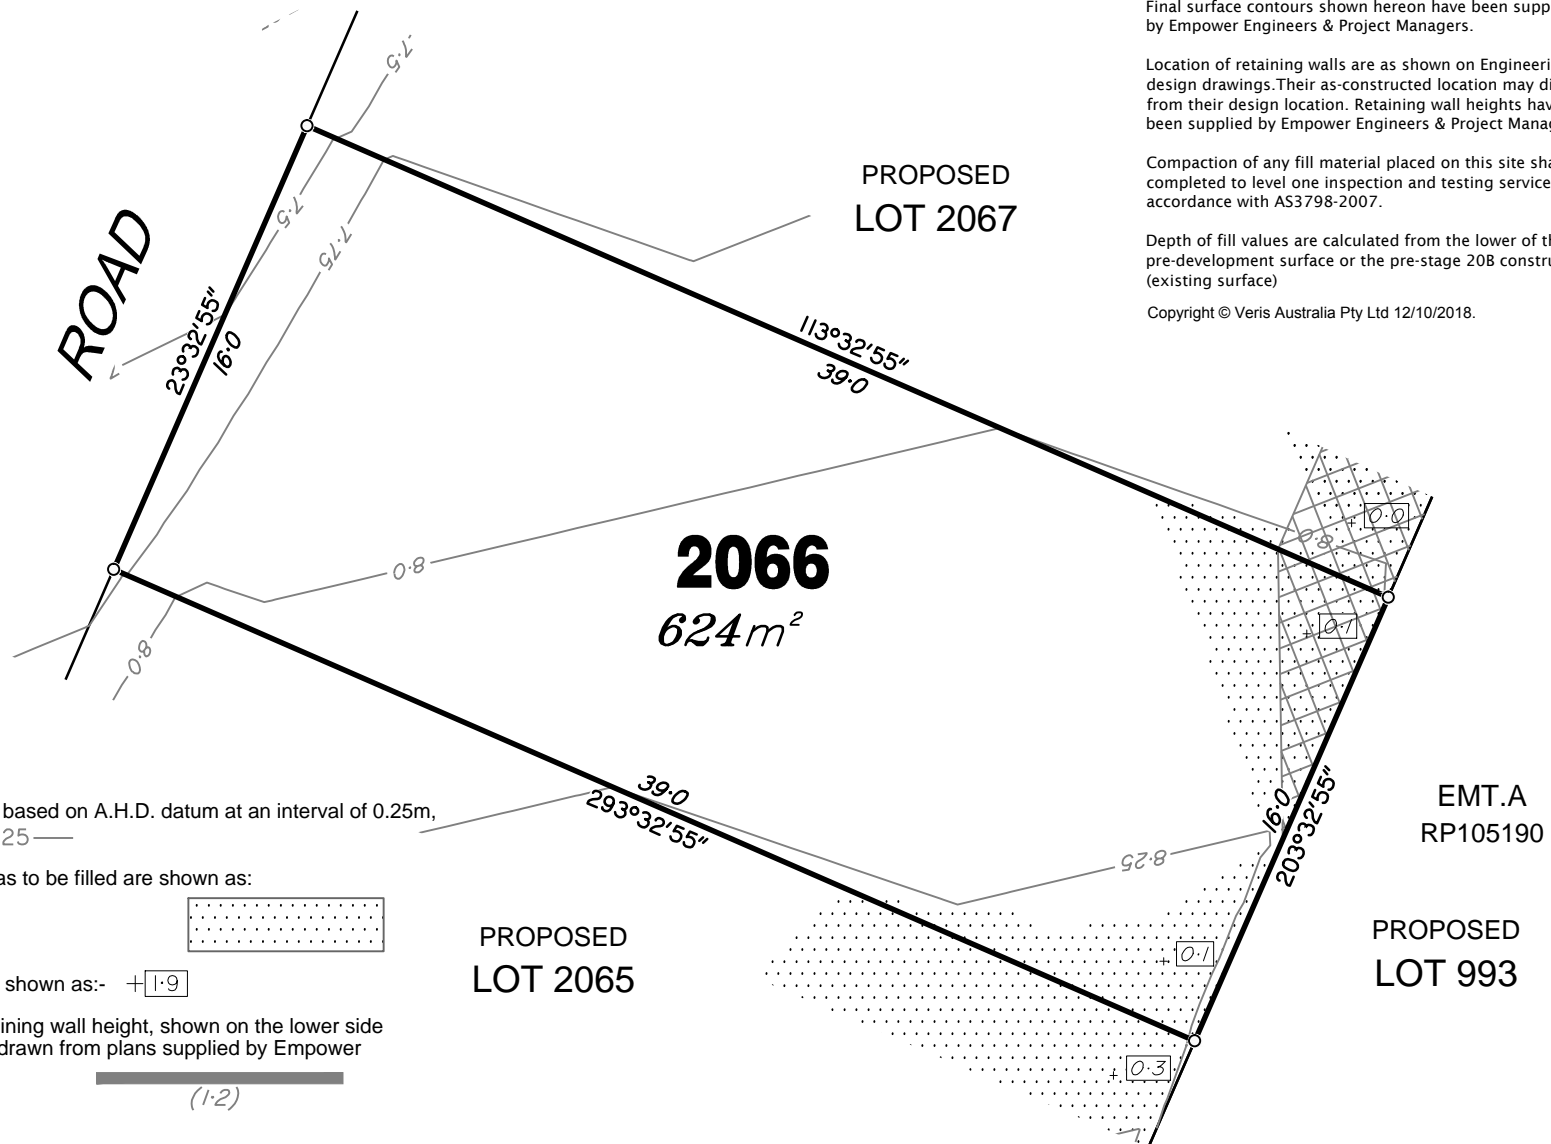 Final surface contours shown hereon have been supp
by Empower Engineers & Project Managers.
Location of retaining walls are as shown on Engineeri
design drawings.Their as-constructed location may di
from their design location. Retaining wall heights hav
been supplied by Empower Engineers & Project Manag
Compaction of any fill material placed on this site sha
completed to level one inspection and testing service
accordance with AS3798-2007.
Depth of fill values are calculated from the lower of th
pre-development surface or the pre-stage 20B constru
(existing surface)
Copyright © Veris Australia Pty Ltd 12/10/2018.
7·5
PROPOSED
LOT 2067
ROAD
7·5
7·75
23°32'55"
16·0
113°32'55"
39·0
8·0
2066
624m²
8·0
0·0
8·0
0·1
39·0
293°32'55"
8·25
16·0
203°32'55"
EMT.A
RP105190
based on A.H.D. datum at an interval of 0.25m,
25
as to be filled are shown as:
shown as:- +1·9
ining wall height, shown on the lower side
drawn from plans supplied by Empower
(1·2)
PROPOSED
LOT 2065
0·1
0·3
PROPOSED
LOT 993